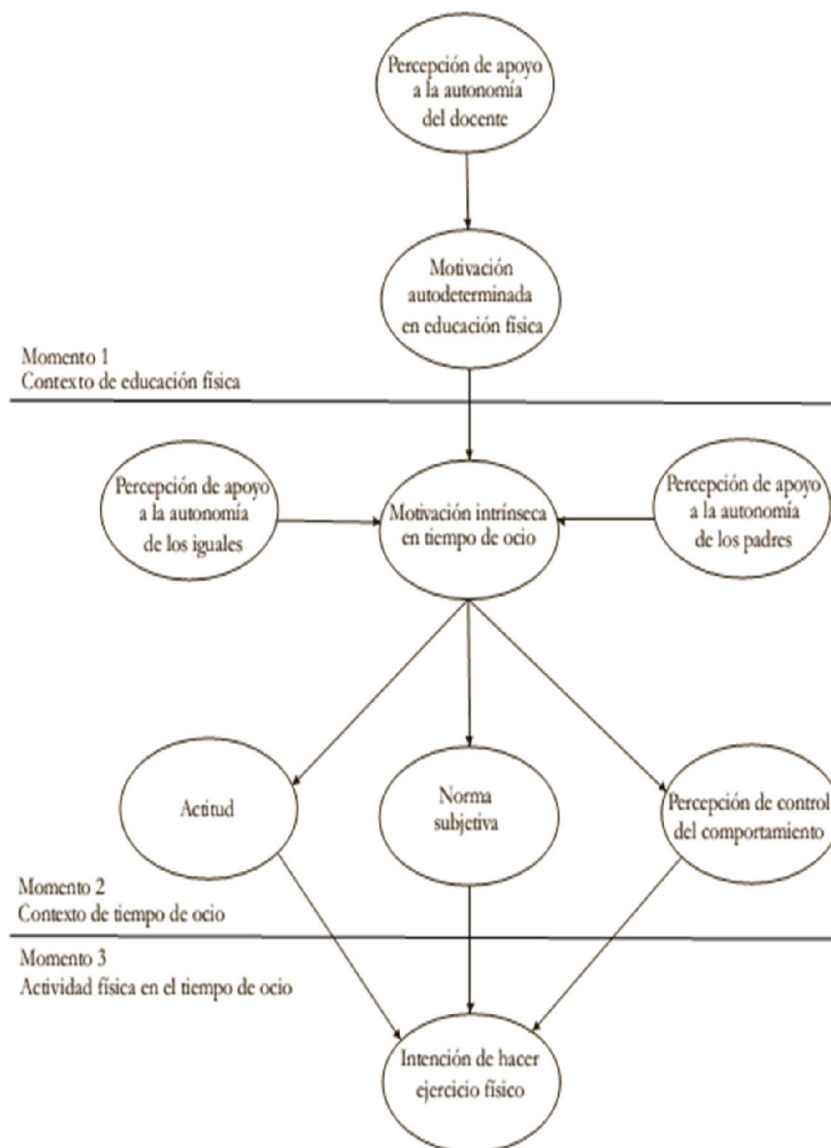 Percepción de apoyo
a la autonomía
del docente
Motivación
autodeterminada
en educación física
Momento 1
Contexto de educación física
Percepción de apoyo
a la autonomía
de los iguales
Motivación intrínseca
en tiempo de ocio
Percepción de apoyo
a la autonomía
de los padres
Actitud
Norma
subjetiva
Percepción de control
del comportamiento
Momento 2
Contexto de tiempo de ocio
Momento 3
Actividad física en el tiempo de ocio
Intención de hacer
ejercicio físico